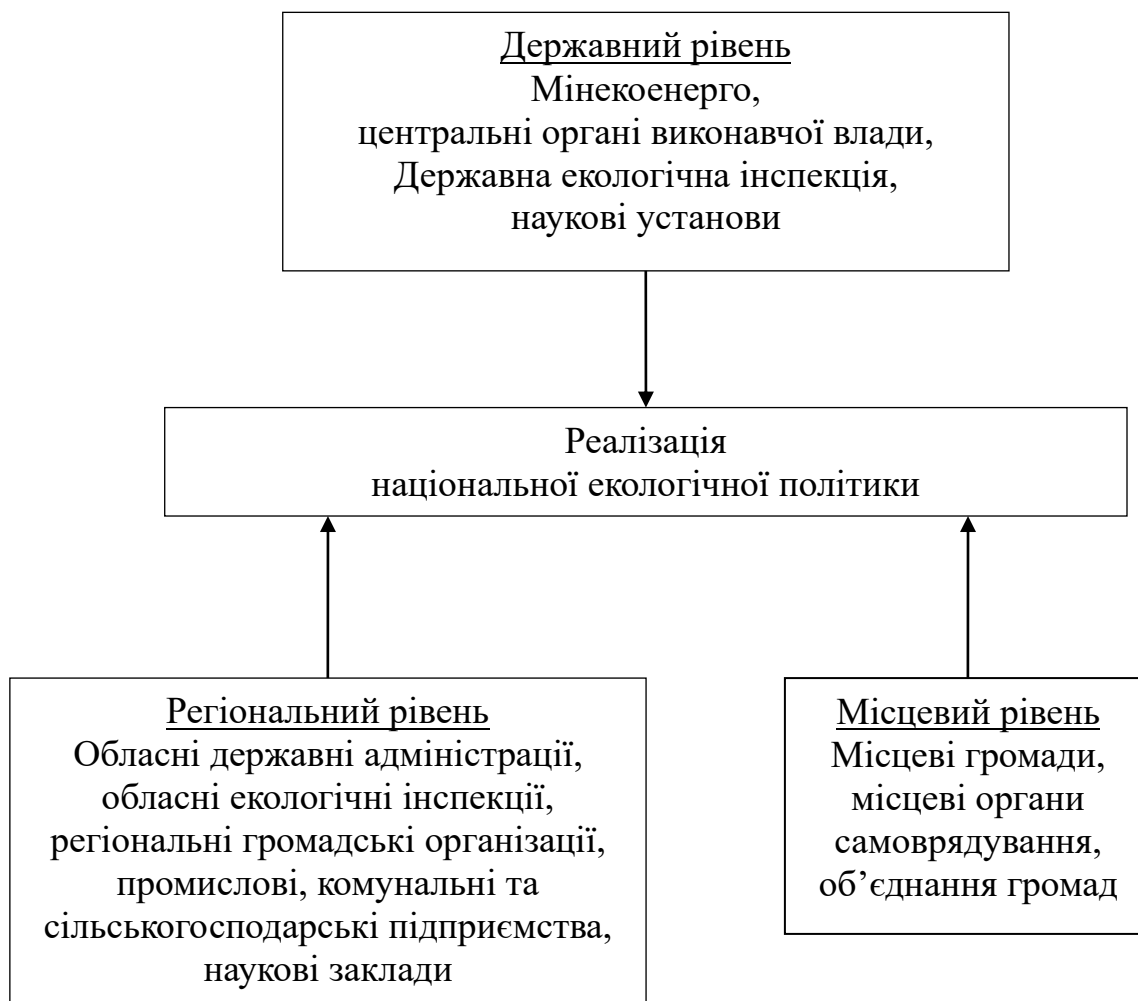 Державний рівень
Мінекоенерго,
центральні органі виконавчої влади,
Державна екологічна інспекція,
наукові установи
Реалізація
національної екологічної політики
Регіональний рівень
Обласні державні адміністрації,
обласні екологічні інспекції,
регіональні громадські організації,
промислові, комунальні та
сільськогосподарські підприємства,
наукові заклади
Місцевий рівень
Місцеві громади,
місцеві органи
самоврядування,
об’єднання громад